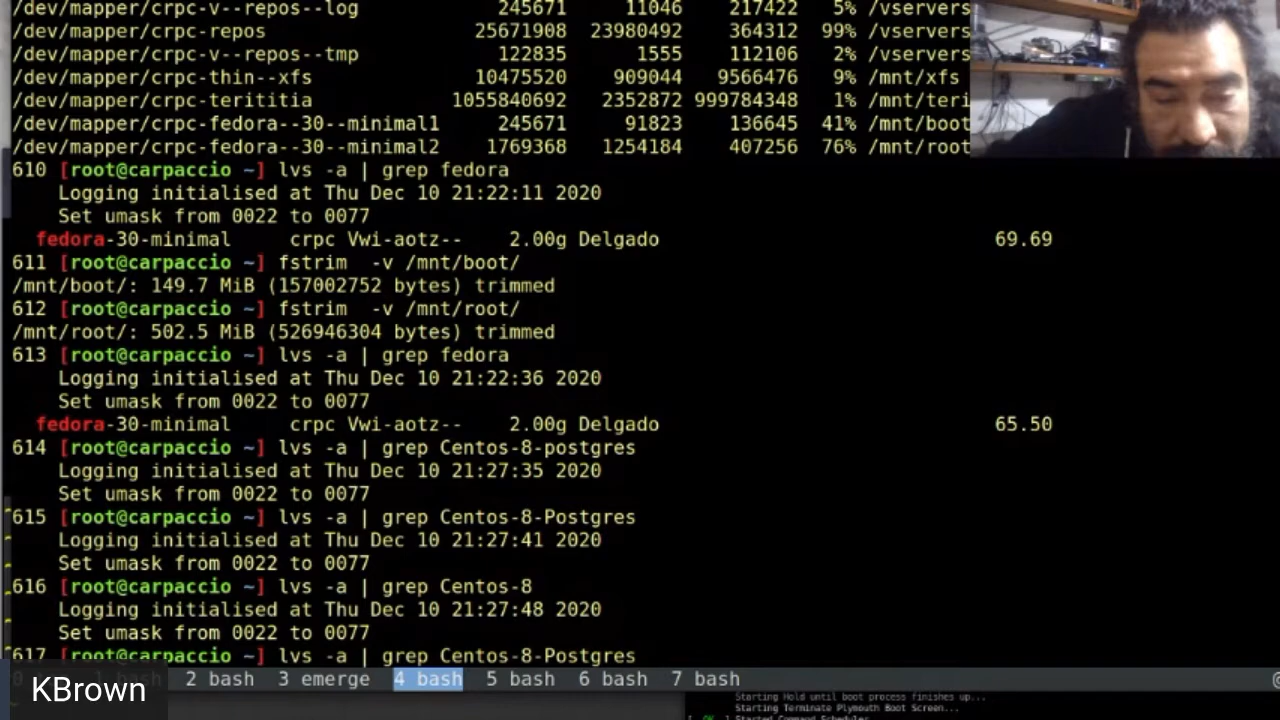 /dev/mapper/crpc-v--repos--log 245671 11046 217422 5% /vservers
/dev/mapper/crpc-repos 25671908 23980492 364312 99% /vservers
/dev/mapper/crpc-v--repos--tmp 122835 1555 112106 2% /vservers
/dev/mapper/crpc-thin--xfs 10475520 909044 9566476 9% /mnt/xfs
/dev/mapper/crpc-terititia 1055840692 2352872 999784348 1% /mnt/teri
/dev/mapper/crpc-fedora--30--minimal1 245671 91823 136645 41% /mnt/boot
/dev/mapper/crpc-fedora--30--minimal2 1769368 1254184 407256 76% /mnt/root
610 [root@carpaccio ~] lvs -a | grep fedora
Logging initialised at Thu Dec 10 21:22:11 2020
Set umask from 0022 to 0077
fedora-30-minimal crpc Vwi-aotz-- 2.00g Delgado 69.69
611 [root@carpaccio ~] fstrim -v /mnt/boot/
/mnt/boot/: 149.7 MiB (157002752 bytes) trimmed
612 [root@carpaccio ~] fstrim -v /mnt/root/
/mnt/root/: 502.5 MiB (526946304 bytes) trimmed
613 [root@carpaccio ~] lvs -a | grep fedora
Logging initialised at Thu Dec 10 21:22:36 2020
Set umask from 0022 to 0077
fedora-30-minimal crpc Vwi-aotz-- 2.00g Delgado 65.50
614 [root@carpaccio ~] lvs -a | grep Centos-8-postgres
Logging initialised at Thu Dec 10 21:27:35 2020
Set umask from 0022 to 0077
615 [root@carpaccio ~] lvs -a | grep Centos-8-Postgres
Logging initialised at Thu Dec 10 21:27:41 2020
Set umask from 0022 to 0077
616 [root@carpaccio ~] lvs -a | grep Centos-8
Logging initialised at Thu Dec 10 21:27:48 2020
Set umask from 0022 to 0077
617 [root@carpaccio ~] lvs -a | grep Centos-8-Postgres
1 bash 2 bash 3 emerge 4 bash 5 bash 6 bash 7 bash
KBrown
Starting Hold until boot process finishes up...
Starting Terminate Plymouth Boot Screen...
Started Command Scheduler